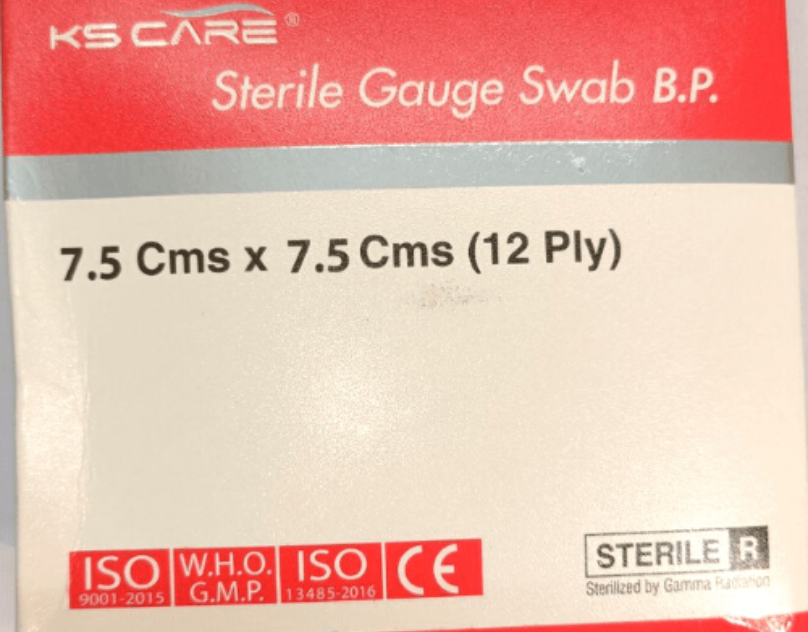 KS CARE®
Sterile Gauge Swab B.P.
7.5 Cms x 7.5 Cms (12 Ply)
ISO
9001-2015
W.H.O.
G.M.P.
ISO
13485-2016
CE
STERILE R
Sterilized by Gamma Radiation